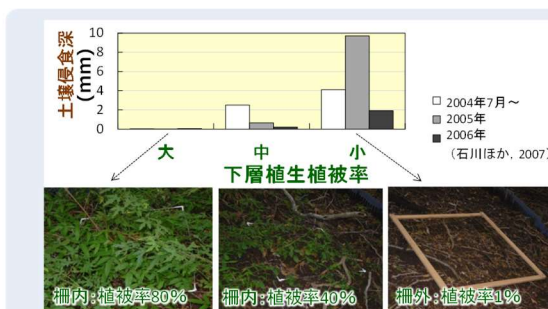 土壌侵食深
(mm)
10
8
6
4
2
0
大 中 小
下層植生植被率
2004年7月～
2005年
2006年
(石川ほか, 2007)
柵内:植被率80%
柵内:植被率40%
柵外:植被率1%